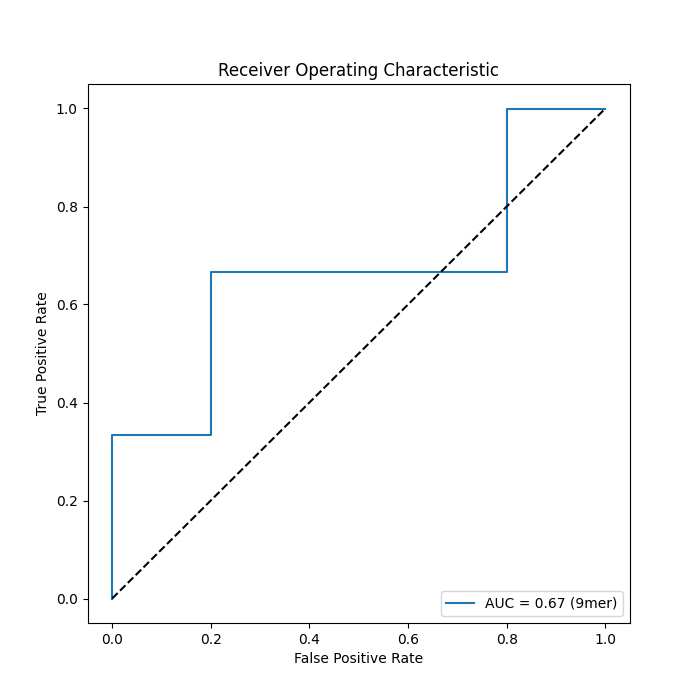 Receiver Operating Characteristic
1.0
0.8
0.6
0.4
0.2
0.0
True Positive Rate
AUC = 0.67 (9mer)
0.0 0.2 0.4 0.6 0.8 1.0
False Positive Rate